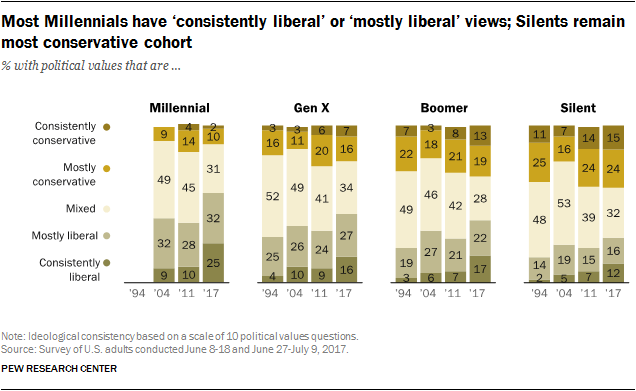 Most Millennials have ‘consistently liberal’ or ‘mostly liberal’ views; Silents remain
most conservative cohort
% with political values that are ...
Millennial Gen X Boomer Silent
Consistently
conservative
Mostly
conservative
Mixed
Mostly liberal
Consistently
liberal
4 2
9 14 10
49 45 31
32 28 32
9 10 25
'94 '04 '11 '17
3 3 6 7
16 11 20 16
52 49 41 34
25 26 24 27
4 10 9 16
'94 '04 '11 '17
7 3 8 13
22 18 21 19
49 46 42 28
19 27 21 22
3 6 7 17
'94 '04 '11 '17
11 7 14 15
25 16 24 24
48 53 39 32
14 19 15 16
2 5 7 12
'94 '04 '11 '17
Note: Ideological consistency based on a scale of 10 political values questions.
Source: Survey of U.S. adults conducted June 8-18 and June 27-July 9, 2017.
PEW RESEARCH CENTER